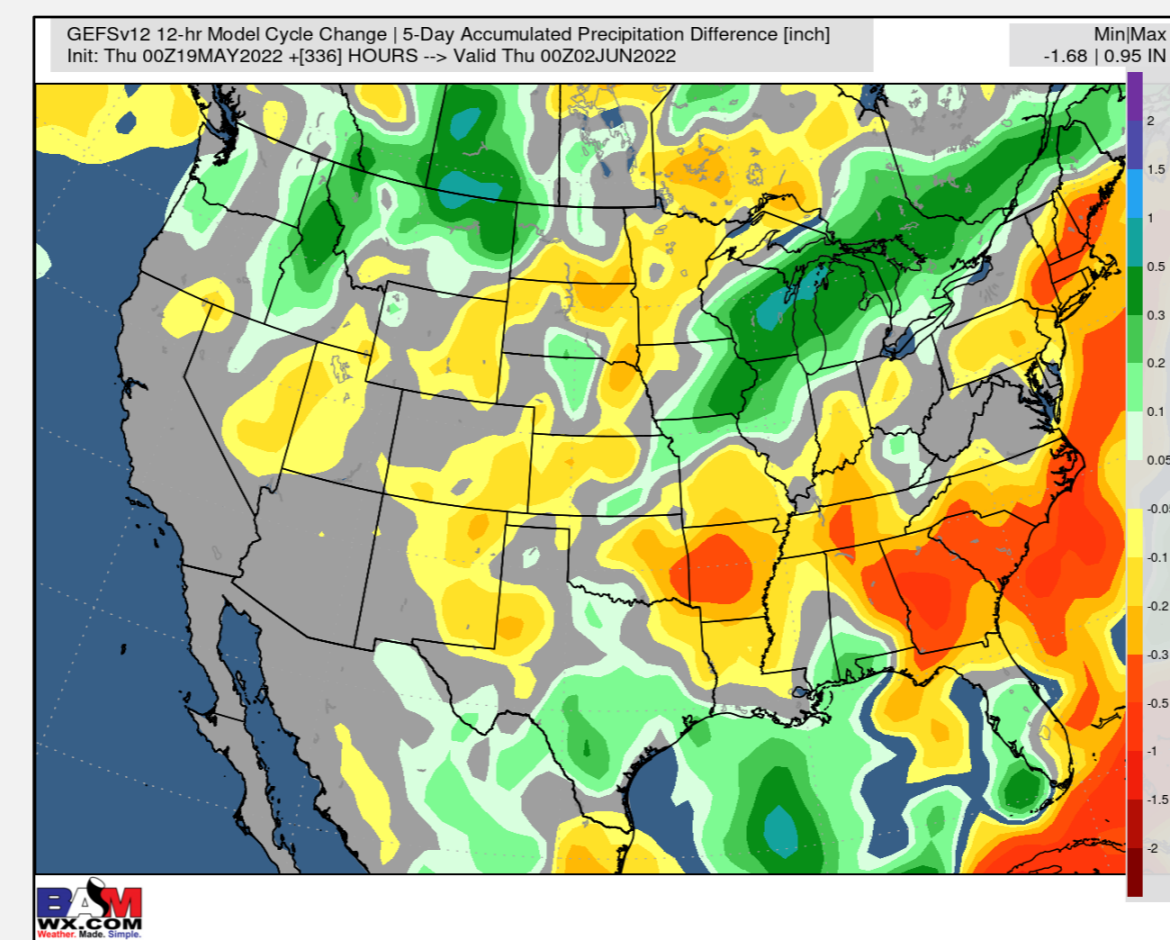 GEFSv12 12-hr Model Cycle Change | 5-Day Accumulated Precipitation Difference [inch]
Init: Thu 00Z19MAY2022 +[336] HOURS --> Valid Thu 00Z02JUN2022
Min|Max
-1.68 | 0.95 IN
2
1.5
1
0.5
0.3
0.2
0.1
0.05
-0.05
-0.1
-0.2
-0.3
-0.5
-1
-1.5
-2
BAM
WX.COM
Weather. Made. Simple.